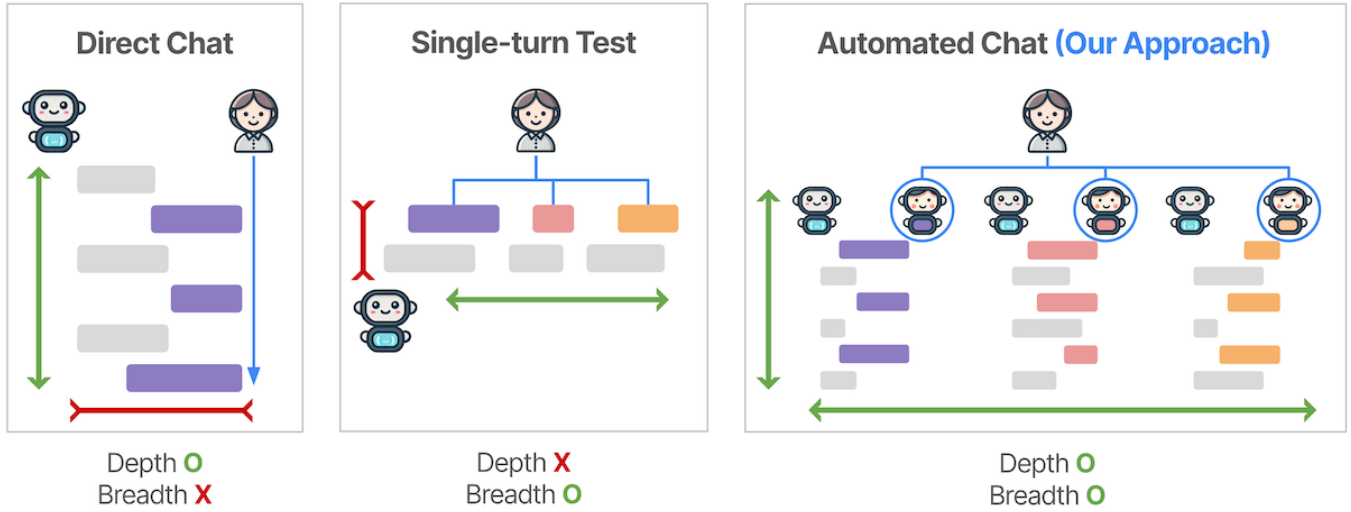 Direct Chat
Depth O
Breadth X
Single-turn Test
Depth X
Breadth O
Automated Chat (Our Approach)
Depth O
Breadth O